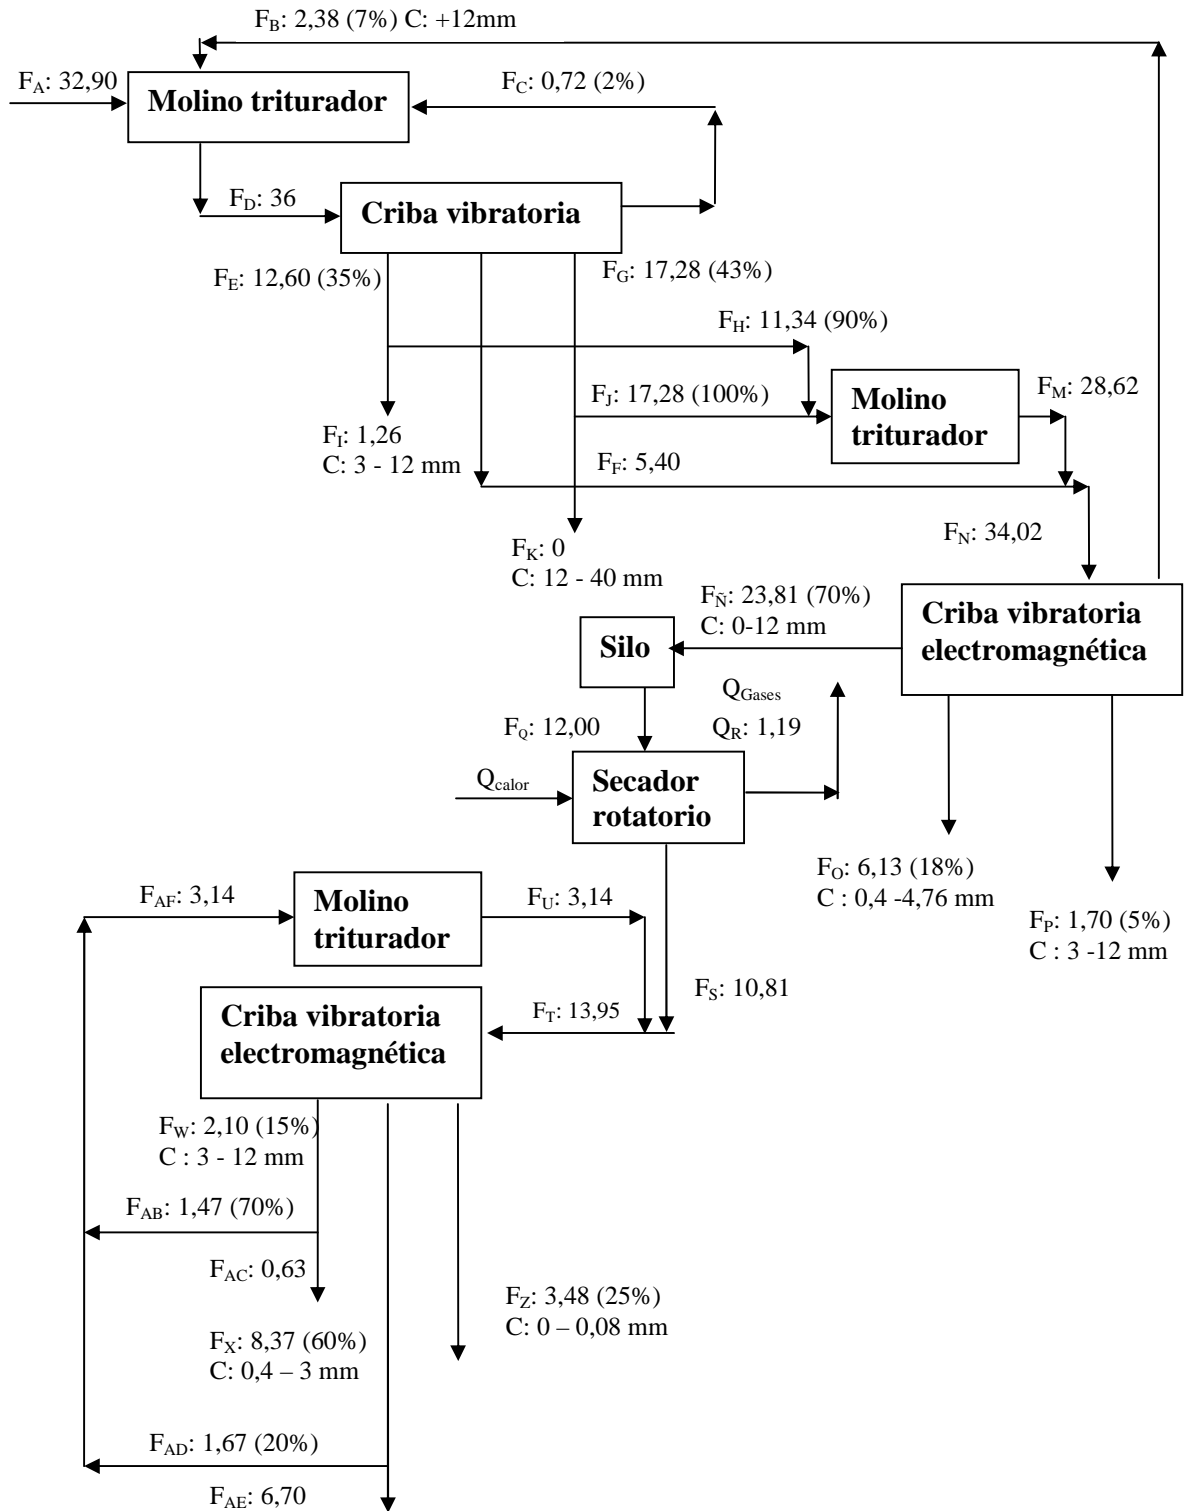 F_B: 2,38 (7%) C: +12mm
F_A: 32,90
Molino triturador
F_C: 0,72 (2%)
F_D: 36
Criba vibratoria
F_E: 12,60 (35%)
F_G: 17,28 (43%)
F_H: 11,34 (90%)
F_J: 17,28 (100%)
Molino
triturador
F_M: 28,62
F_I: 1,26
C: 3 - 12 mm
F_F: 5,40
F_N: 34,02
F_K: 0
C: 12 - 40 mm
F_Ñ: 23,81 (70%)
C: 0-12 mm
Criba vibratoria
electromagnética
Silo
Q_Gases
F_Q: 12,00
Q_R: 1,19
Q_calor
Secador
rotatorio
F_O: 6,13 (18%)
C : 0,4 -4,76 mm
F_P: 1,70 (5%)
C : 3 -12 mm
F_AF: 3,14
Molino
triturador
F_U: 3,14
F_S: 10,81
F_T: 13,95
Criba vibratoria
electromagnética
F_W: 2,10 (15%)
C : 3 - 12 mm
F_AB: 1,47 (70%)
F_AC: 0,63
F_Z: 3,48 (25%)
C: 0 – 0,08 mm
F_X: 8,37 (60%)
C: 0,4 – 3 mm
F_AD: 1,67 (20%)
F_AE: 6,70